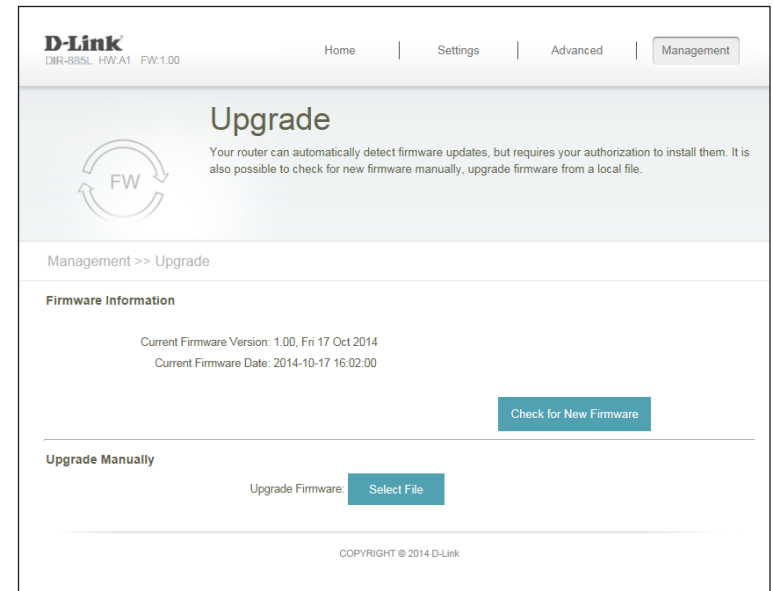 D-Link
DIR-885L HW:A1 FW:1.00
Home
Settings
Advanced
Management
Upgrade
Your router can automatically detect firmware updates, but requires your authorization to install them. It is
also possible to check for new firmware manually, upgrade firmware from a local file.
FW
Management >> Upgrade
Firmware Information
Current Firmware Version: 1.00, Fri 17 Oct 2014
Current Firmware Date: 2014-10-17 16:02:00
Check for New Firmware
Upgrade Manually
Upgrade Firmware: Select File
COPYRIGHT © 2014 D-Link